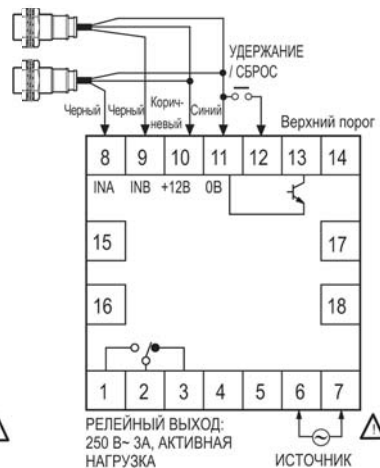 УДЕРЖАНИЕ
/ СБРОС
Черный Черный Корич-
невый Синий
Верхний порог
8 9 10 11 12 13 14
INA INB +12В 0В
15 17
16 18
1 2 3 4 5 6 7
РЕЛЕЙНЫЙ ВЫХОД:
250 В~ 3А, АКТИВНАЯ
НАГРУЗКА
ИСТОЧНИК